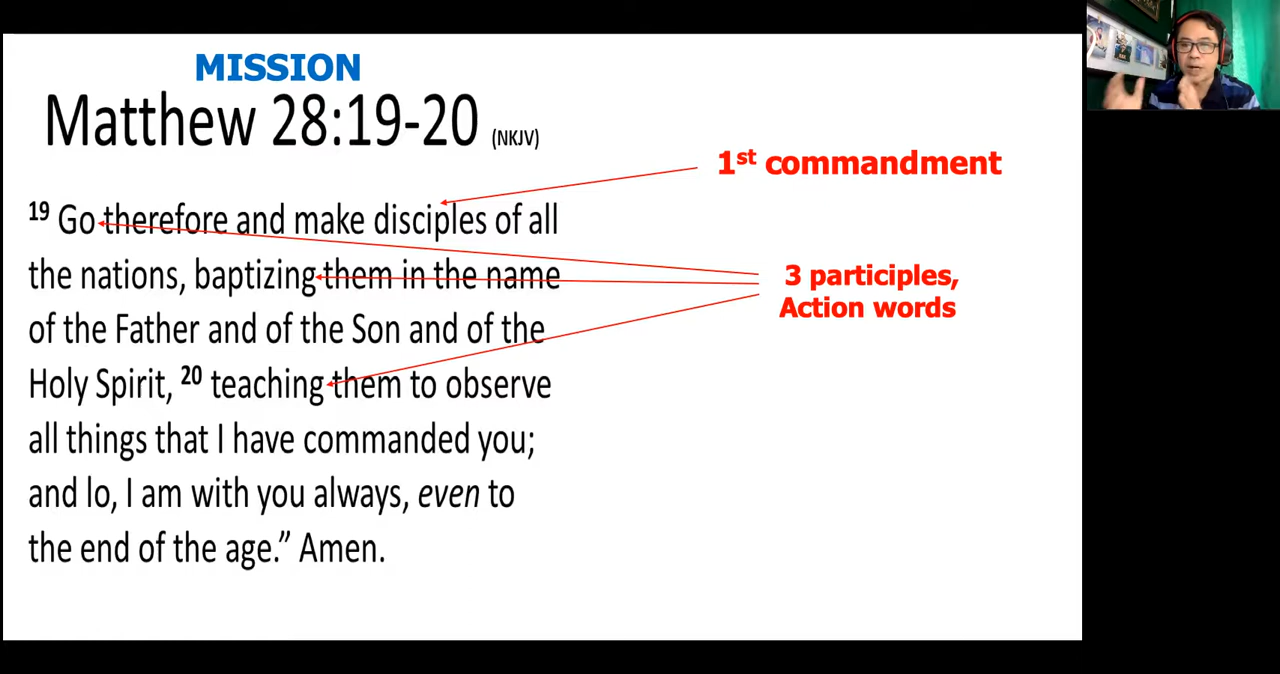 MISSION
Matthew 28:19-20 (NKJV)
1st commandment
19 Go therefore and make disciples of all
the nations, baptizing them in the name
of the Father and of the Son and of the
Holy Spirit, 20 teaching them to observe
all things that I have commanded you;
and lo, I am with you always, even to
the end of the age.” Amen.
3 participles,
Action words